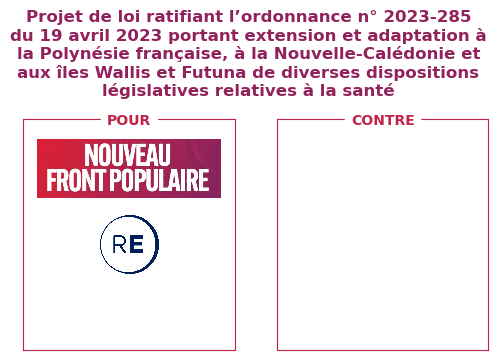 Projet de loi ratifiant l’ordonnance n° 2023-285
du 19 avril 2023 portant extension et adaptation à
la Polynésie française, à la Nouvelle-Calédonie et
aux îles Wallis et Futuna de diverses dispositions
législatives relatives à la santé
POUR
NOUVEAU
FRONT POPULAIRE
RE
CONTRE